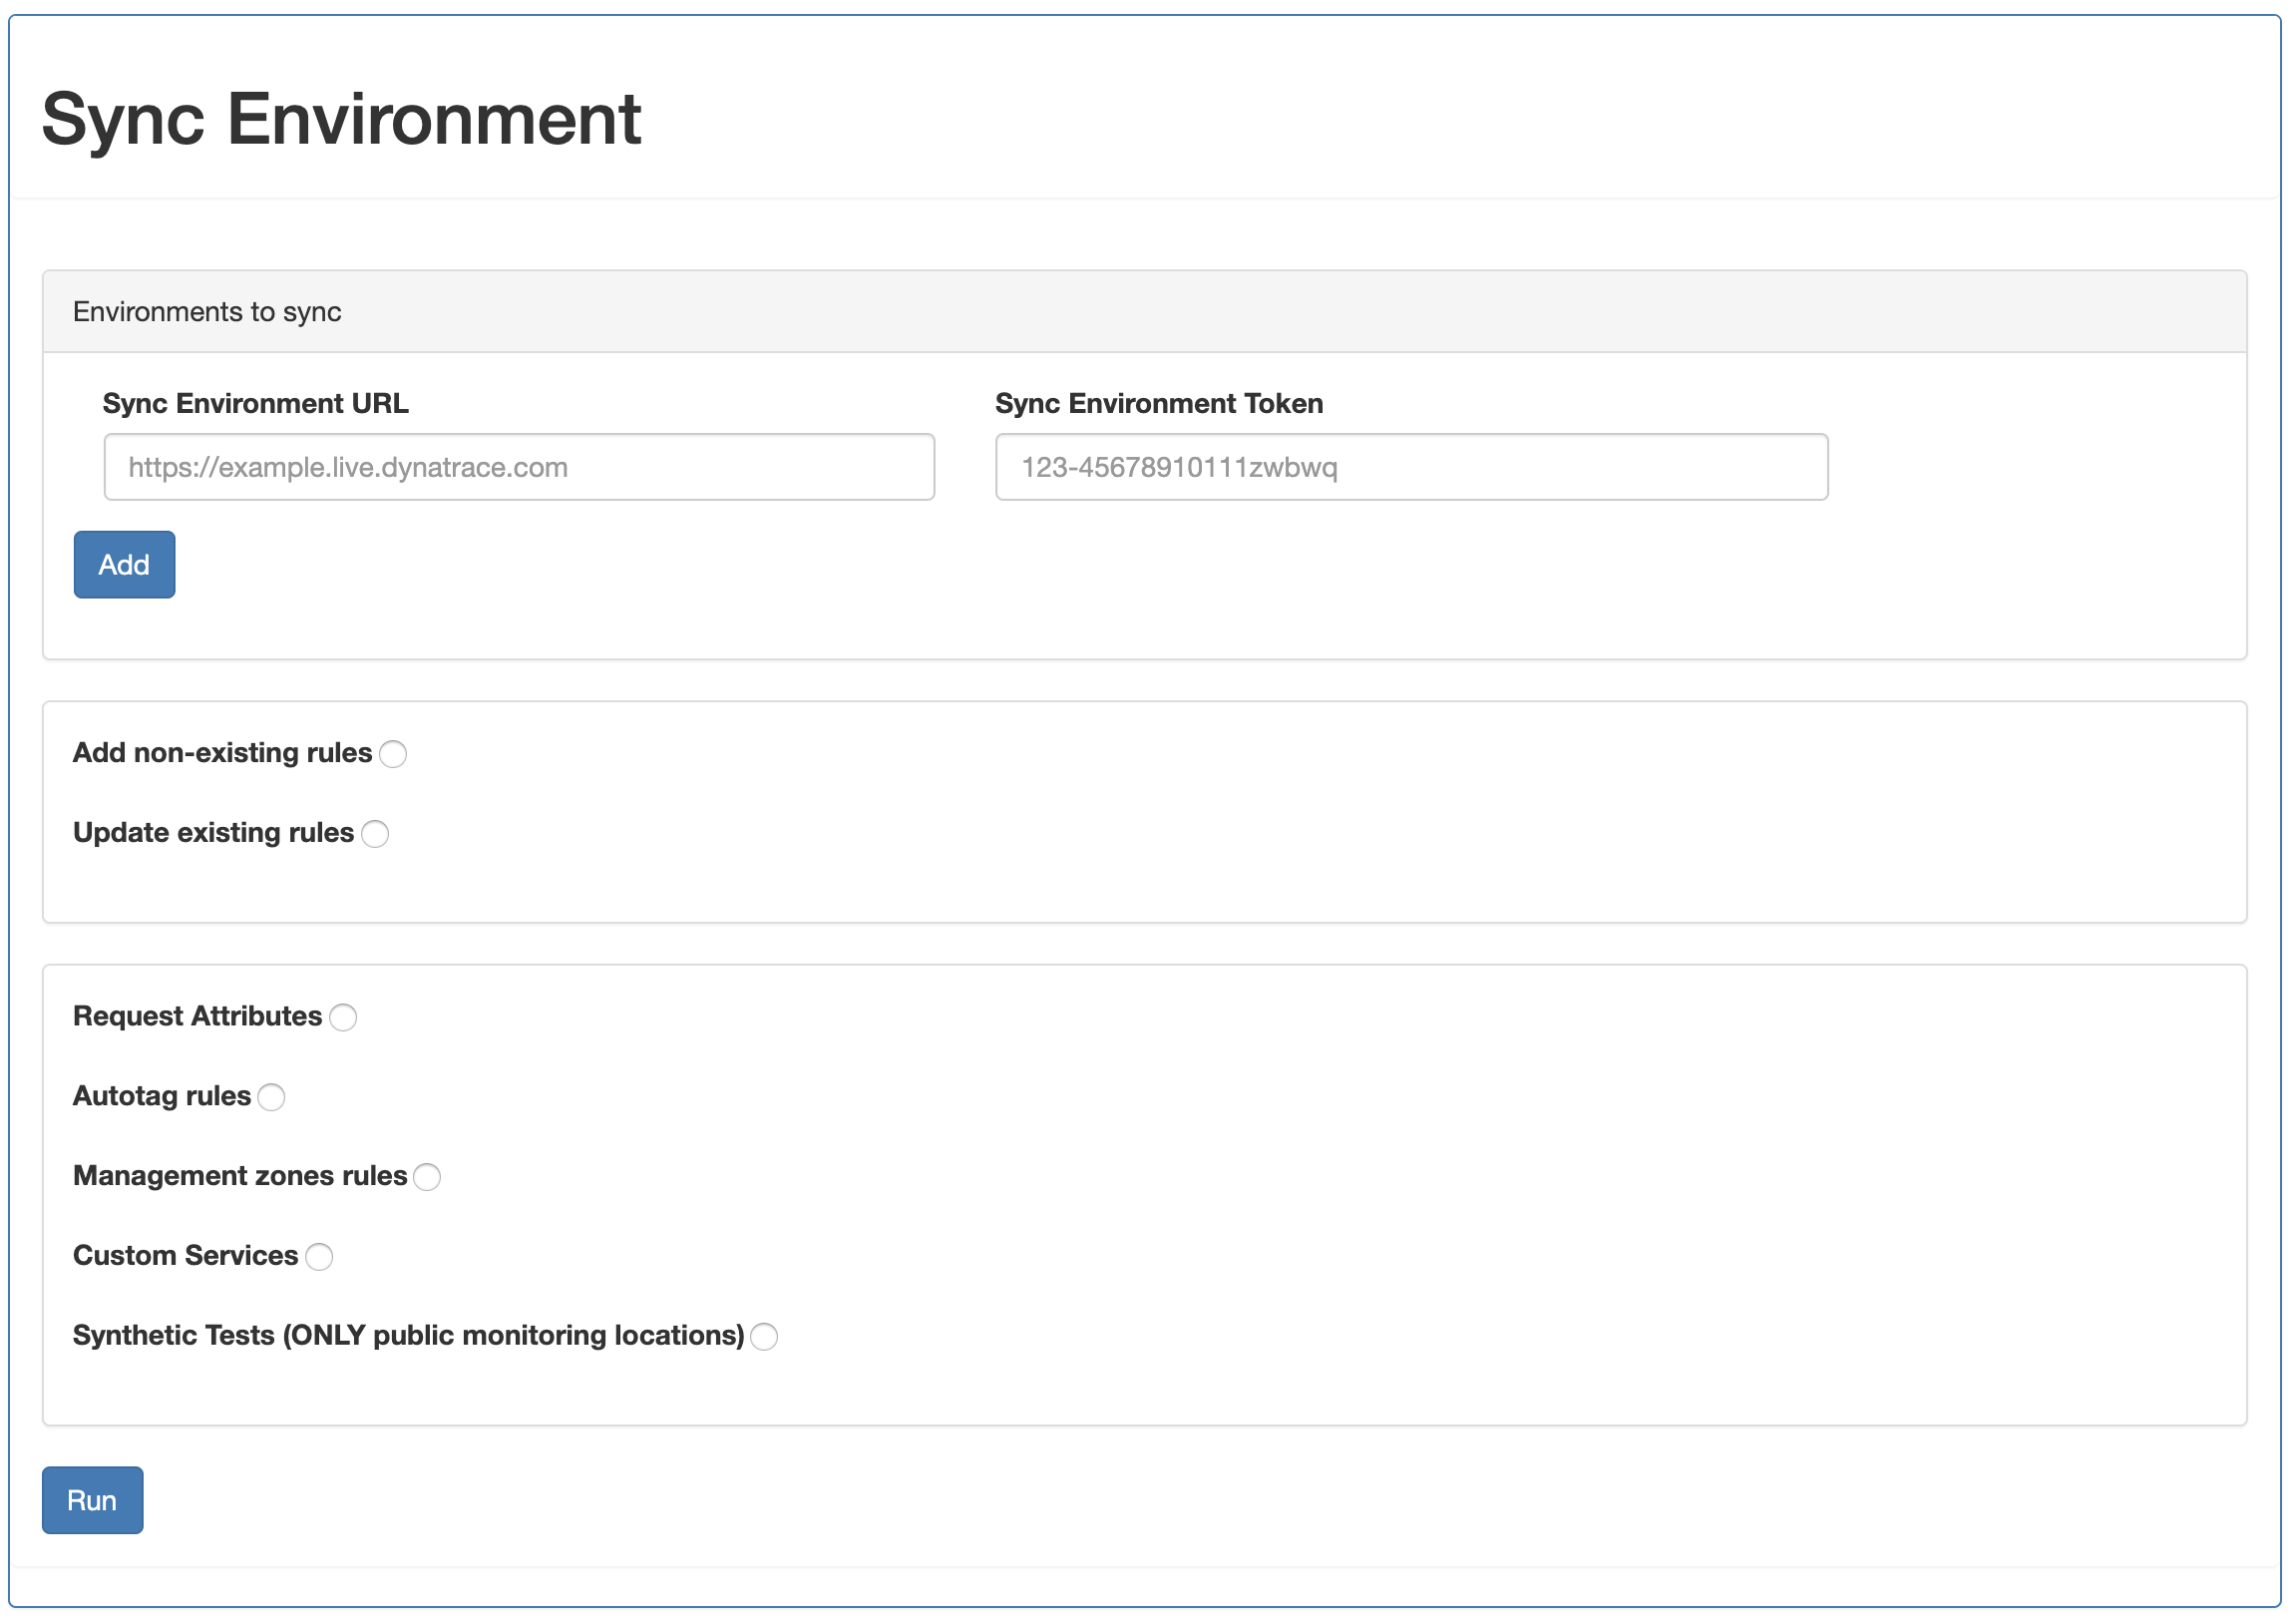 Sync Environment
Environments to sync
Sync Environment URL
Sync Environment Token
https://example.live.dynatrace.com
123-45678910111zwbwq
Add
Add non-existing rules
Update existing rules
Request Attributes
Autotag rules
Management zones rules
Custom Services
Synthetic Tests (ONLY public monitoring locations)
Run